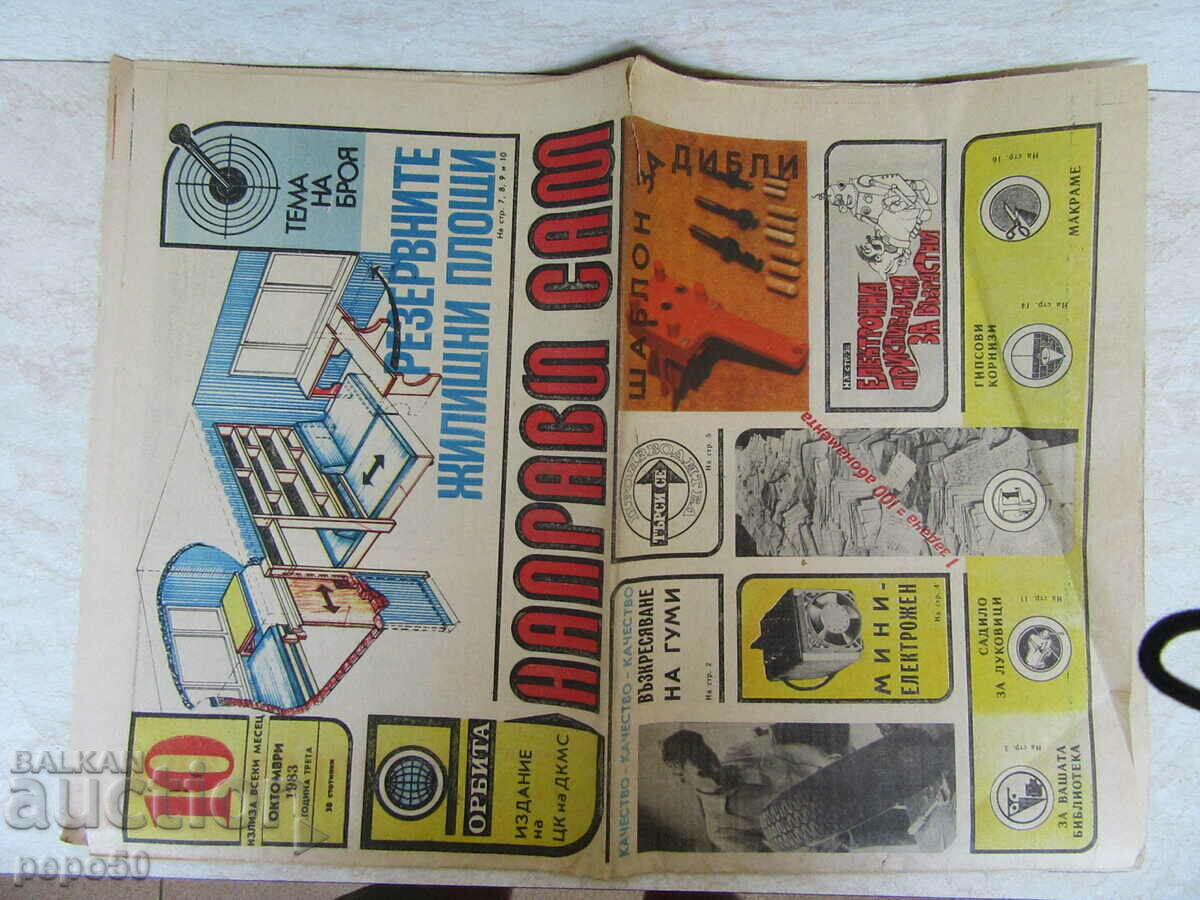 10
ИЗЛИЗА ВСЕКИ МЕСЕЦ
ОКТОМВРИ
1983
ГОДИНА ТРЕТА
30 стотинки
ТЕМА
НА
БРОЯ
РЕЗЕРВНИТЕ
ЖИЛИЩНИ ПЛОЩИ
На стр. 7, 8, 9 и 10
ОРБИТА
ИЗДАНИЕ
на
ЦК на ДКМС
НАПРАВИ САМ
КАЧЕСТВО - КАЧЕСТВО - КАЧЕСТВО
ВЪЗКРЕСЯВАНЕ
НА ГУМИ
На стр. 2
ТЪРСИ СЕ
На стр. 5
ШАБЛОН ЗА
ДИБЛИ
МИНИ-
ЕЛЕКТРОЖЕН
На стр. 4
1 задача = 100 абонамента
ЕЛЕКТРОННА
ПРИСПИВАЧКА
ЗА ВЪЗРАСТНИ
На стр. 3
ЗА ВАШАТА
БИБЛИОТЕКА
На стр. 11
САДИЛО
ЗА ЛУКОВИЦИ
На стр. 14
ГИПСОВИ
КОРНИЗИ
На стр. 16
МАКРАМЕ
BALKAN
auction
pepo50